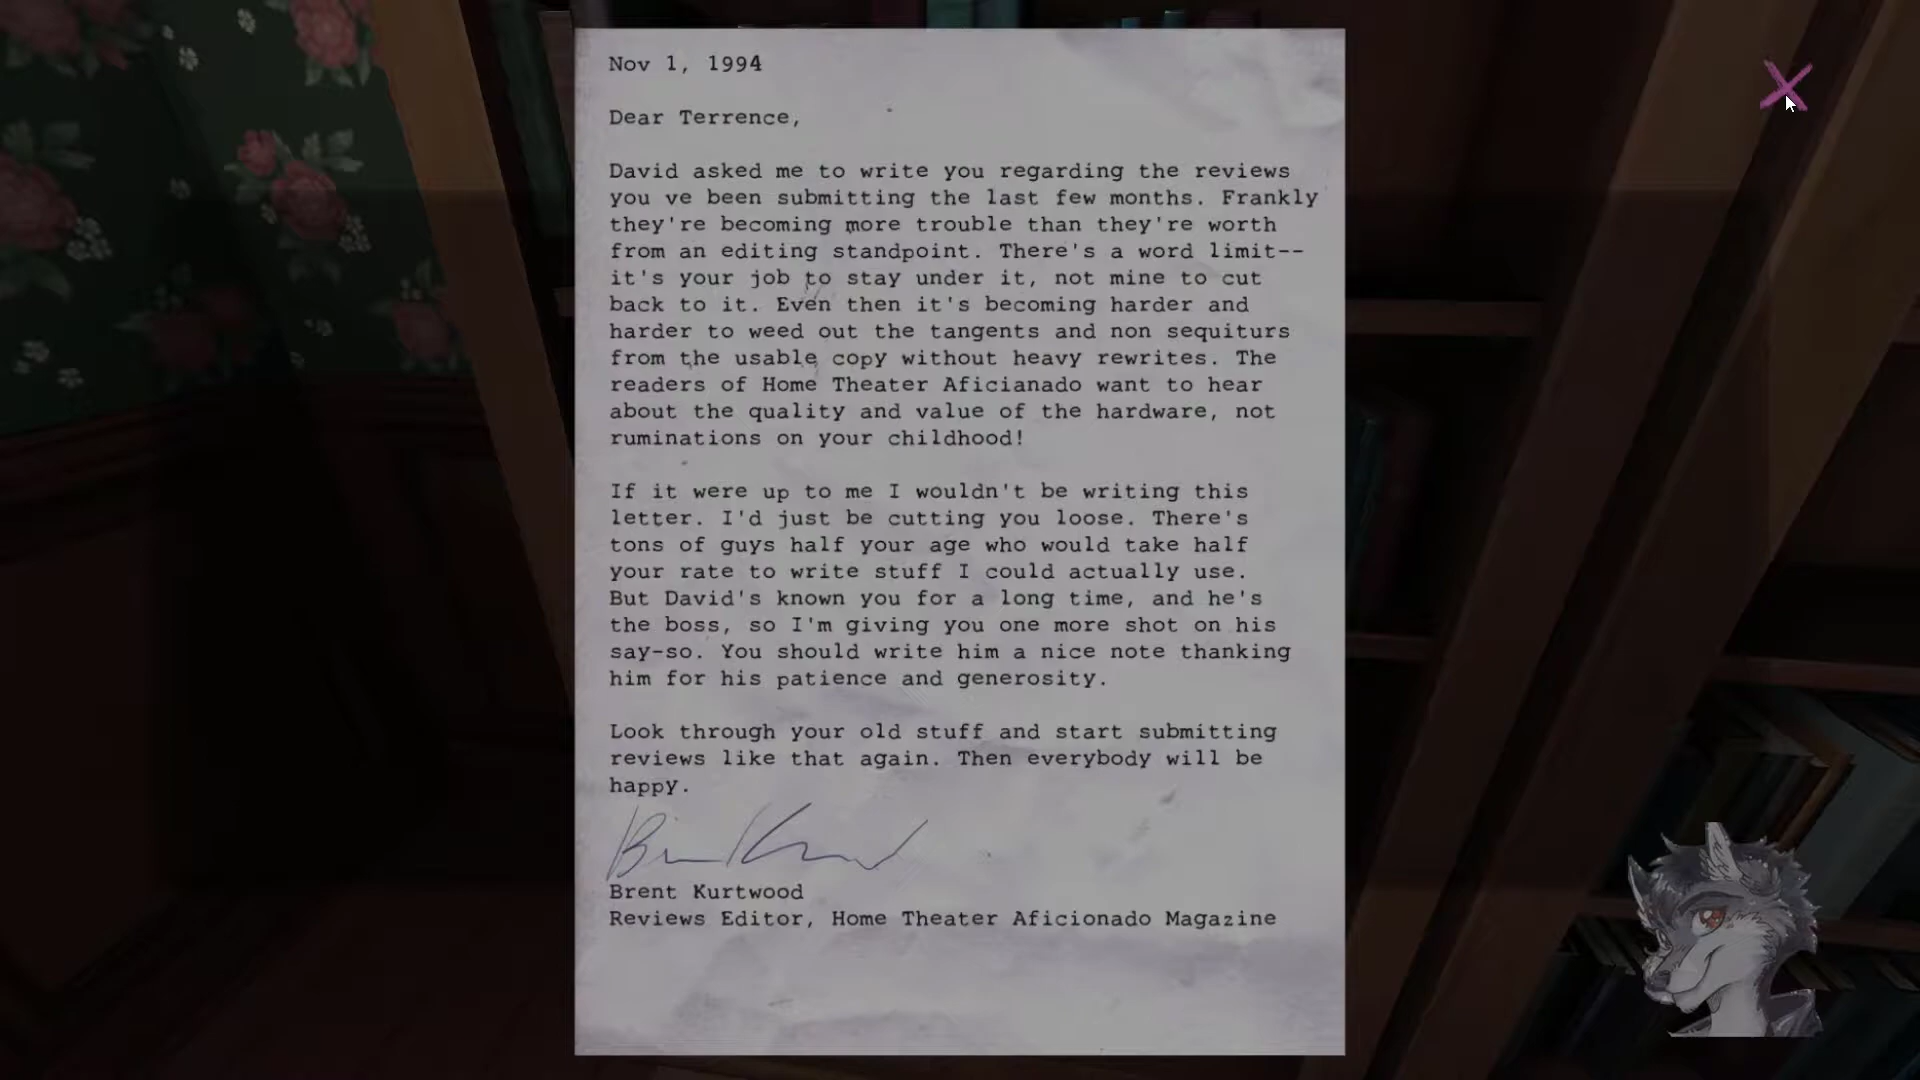 Nov 1, 1994
Dear Terrence,
David asked me to write you regarding the reviews
you ve been submitting the last few months. Frankly
they're becoming more trouble than they're worth
from an editing standpoint. There's a word limit--
it's your job to stay under it, not mine to cut
back to it. Even then it's becoming harder and
harder to weed out the tangents and non sequiturs
from the usable copy without heavy rewrites. The
readers of Home Theater Aficianado want to hear
about the quality and value of the hardware, not
ruminations on your childhood!
If it were up to me I wouldn't be writing this
letter. I'd just be cutting you loose. There's
tons of guys half your age who would take half
your rate to write stuff I could actually use.
But David's known you for a long time, and he's
the boss, so I'm giving you one more shot on his
say-so. You should write him a nice note thanking
him for his patience and generosity.
Look through your old stuff and start submitting
reviews like that again. Then everybody will be
happy.
Brent Kurtwood
Reviews Editor, Home Theater Aficionado Magazine